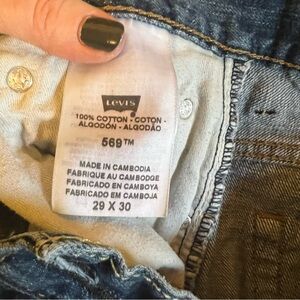 Levi's
100% COTTON - COTON -
ALGODÓN - ALGODÃO
569™
MADE IN CAMBODIA
FABRIQUE AU CAMBODGE
FABRICADO EN CAMBOYA
FABRICADO EM CAMBOJA
29 X 30